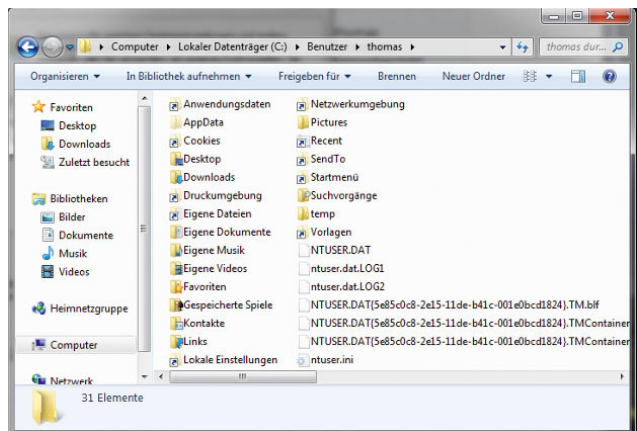 Computer ▸ Lokaler Datenträger (C:) ▸ Benutzer ▸ thomas ▸
thomas dur...
Organisieren
In Bibliothek aufnehmen
Freigeben für
Brennen
Neuer Ordner
Favoriten
Desktop
Downloads
Zuletzt besucht
Bibliotheken
Bilder
Dokumente
Musik
Videos
Heimnetzgruppe
Computer
Netzwerk
Anwendungsdaten
AppData
Cookies
Desktop
Downloads
Druckumgebung
Eigene Dateien
Eigene Dokumente
Eigene Musik
Eigene Videos
Favoriten
Gespeicherte Spiele
Kontakte
Links
Lokale Einstellungen
Netzwerkumgebung
Pictures
Recent
SendTo
Startmenü
Suchvorgänge
temp
Vorlagen
NTUSER.DAT
ntuser.dat.LOG1
ntuser.dat.LOG2
NTUSER.DAT{5e85c0c8-2e15-11de-b41c-001e0bcd1824}.TM.blf
NTUSER.DAT{5e85c0c8-2e15-11de-b41c-001e0bcd1824}.TMContainer
NTUSER.DAT{5e85c0c8-2e15-11de-b41c-001e0bcd1824}.TMContainer
ntuser.ini
31 Elemente